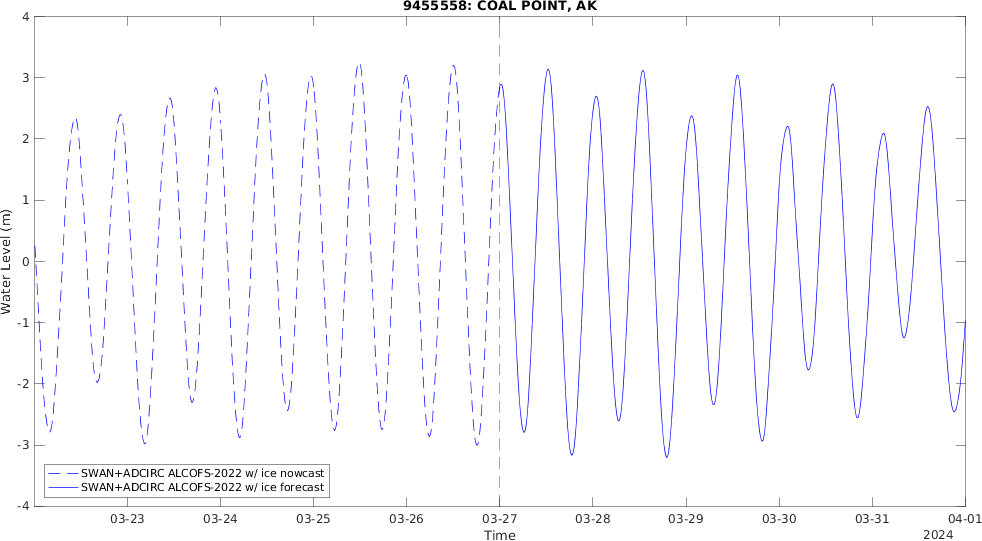 9455558: COAL POINT, AK
4
3
2
1
0
-1
-2
-3
-4
Water Level (m)
SWAN+ADCIRC ALCOFS-2022 w/ ice nowcast
SWAN+ADCIRC ALCOFS-2022 w/ ice forecast
03-23 03-24 03-25 03-26 03-27 03-28 03-29 03-30 03-31 04-01
Time
2024